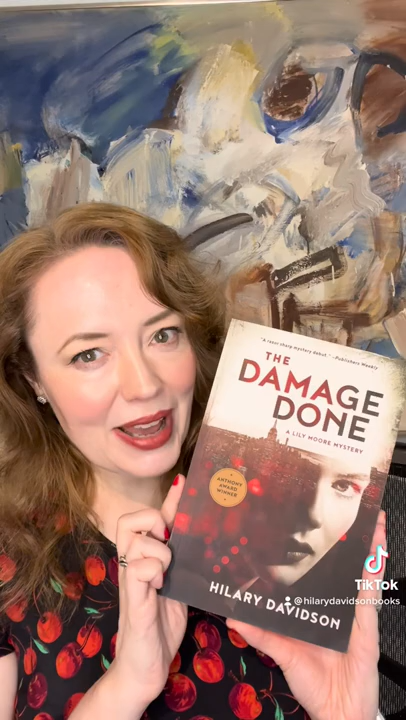 "A razor sharp mystery debut." —Publishers Weekly
THE
DAMAGE
DONE
A LILY MOORE MYSTERY
ANTHONY
AWARD
WINNER
HILARY DAVIDSON
TikTok
@hilarydavidsonbooks